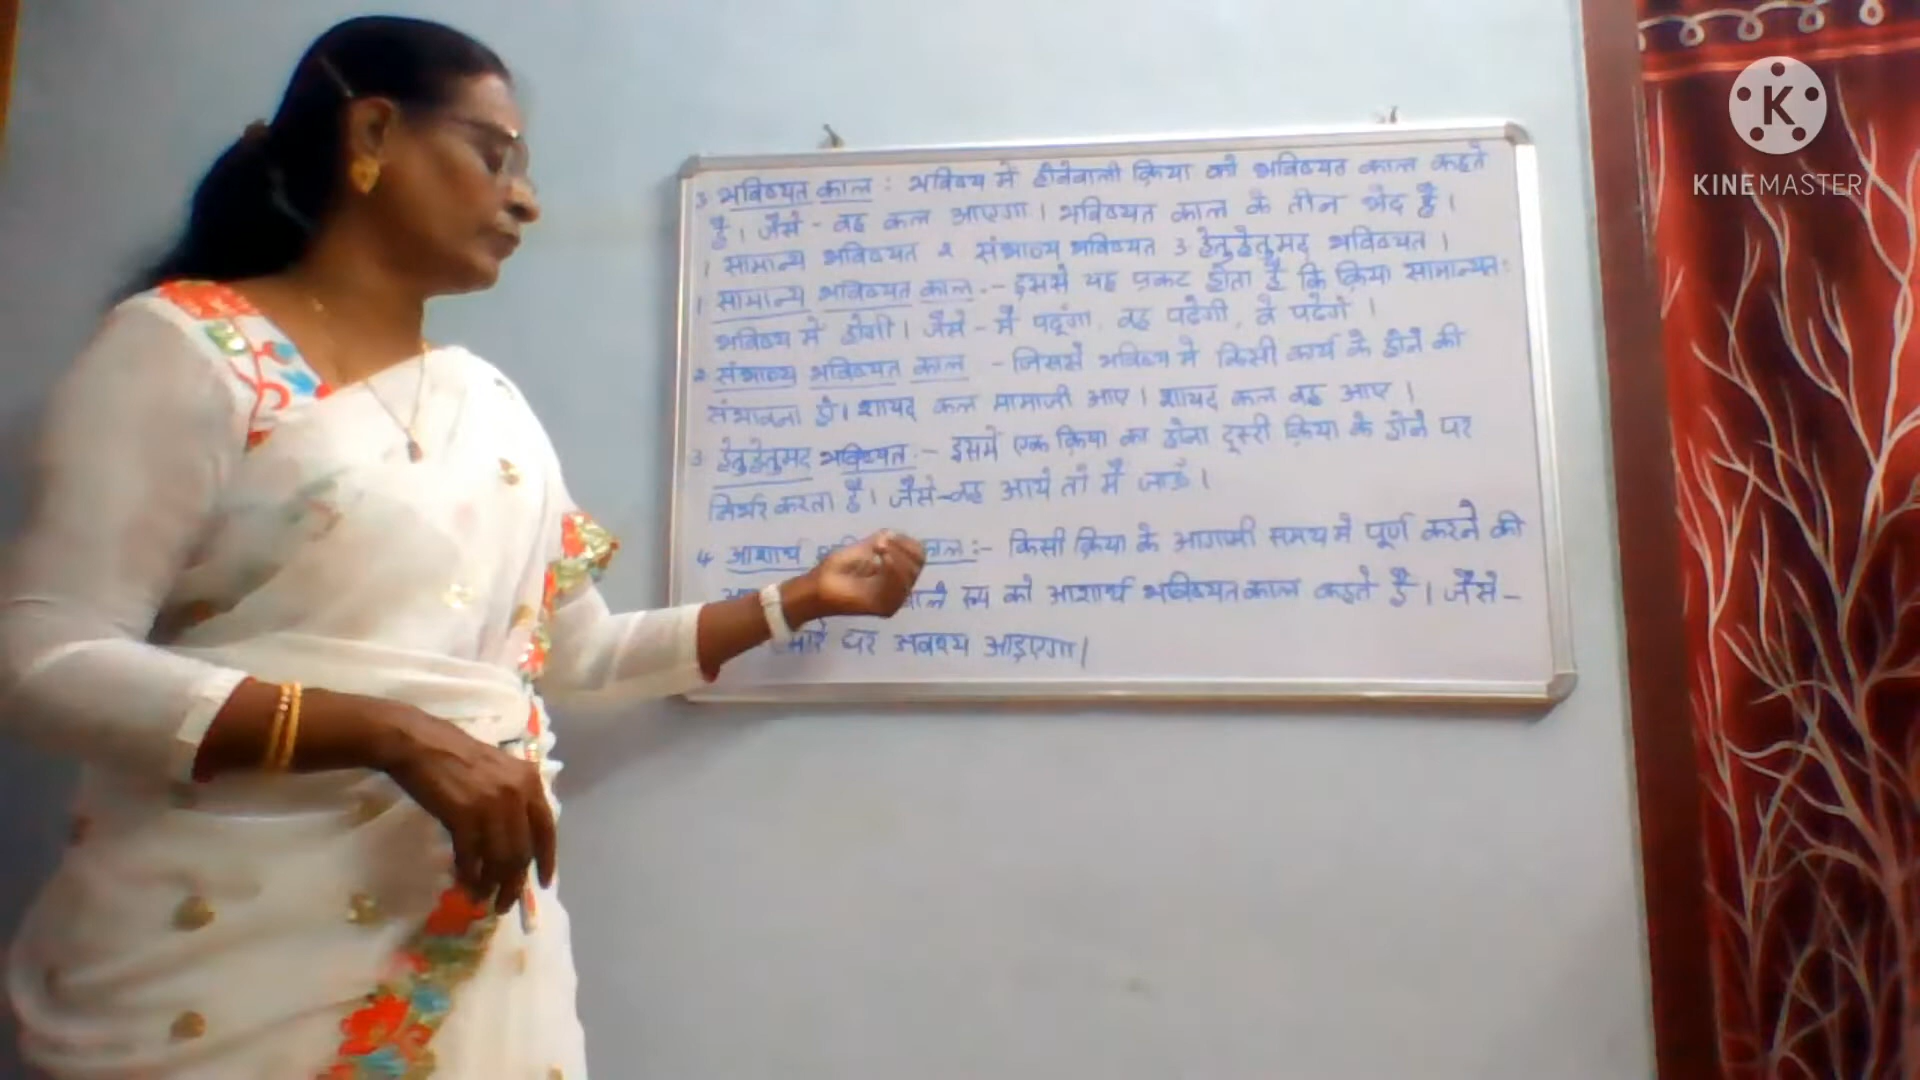 3 भविष्यत काल : भविष्य में होनेवाली क्रिया को भविष्यत काल कहते
है। जैसे - वह कल आएगा। भविष्यत काल के तीन भेद है।
1 सामान्य भविष्यत २ संभाव्य भविष्यत 3 हेतुहेतुमद भविष्यत।
1 सामान्य भविष्यत काल - इससे यह प्रकट होता है कि क्रिया सामान्यतः
भविष्य में होगी। जैसे - मैं पढूंगा, वह पढेगी, वे पढेगें।
२ संभाव्य भविष्यत काल - जिससे भविष्य में किसी कार्य के होने की
संभावना हो। शायद कल मामाजी आए। शायद कल वह आए।
3 हेतुहेतुमद भविष्यत - इसमें एक क्रिया का होना दूसरी क्रिया के होने पर
निर्भर करता है। जैसे - वह आये तो मैं जाऊँ।
4 आज्ञार्थ काल :- किसी क्रिया के आगामी समय में पूर्ण करने की
वाले रूप को आज्ञार्थ भविष्यत काल कहते है। जैसे -
घर अवश्य आइएगा।
KINEMASTER